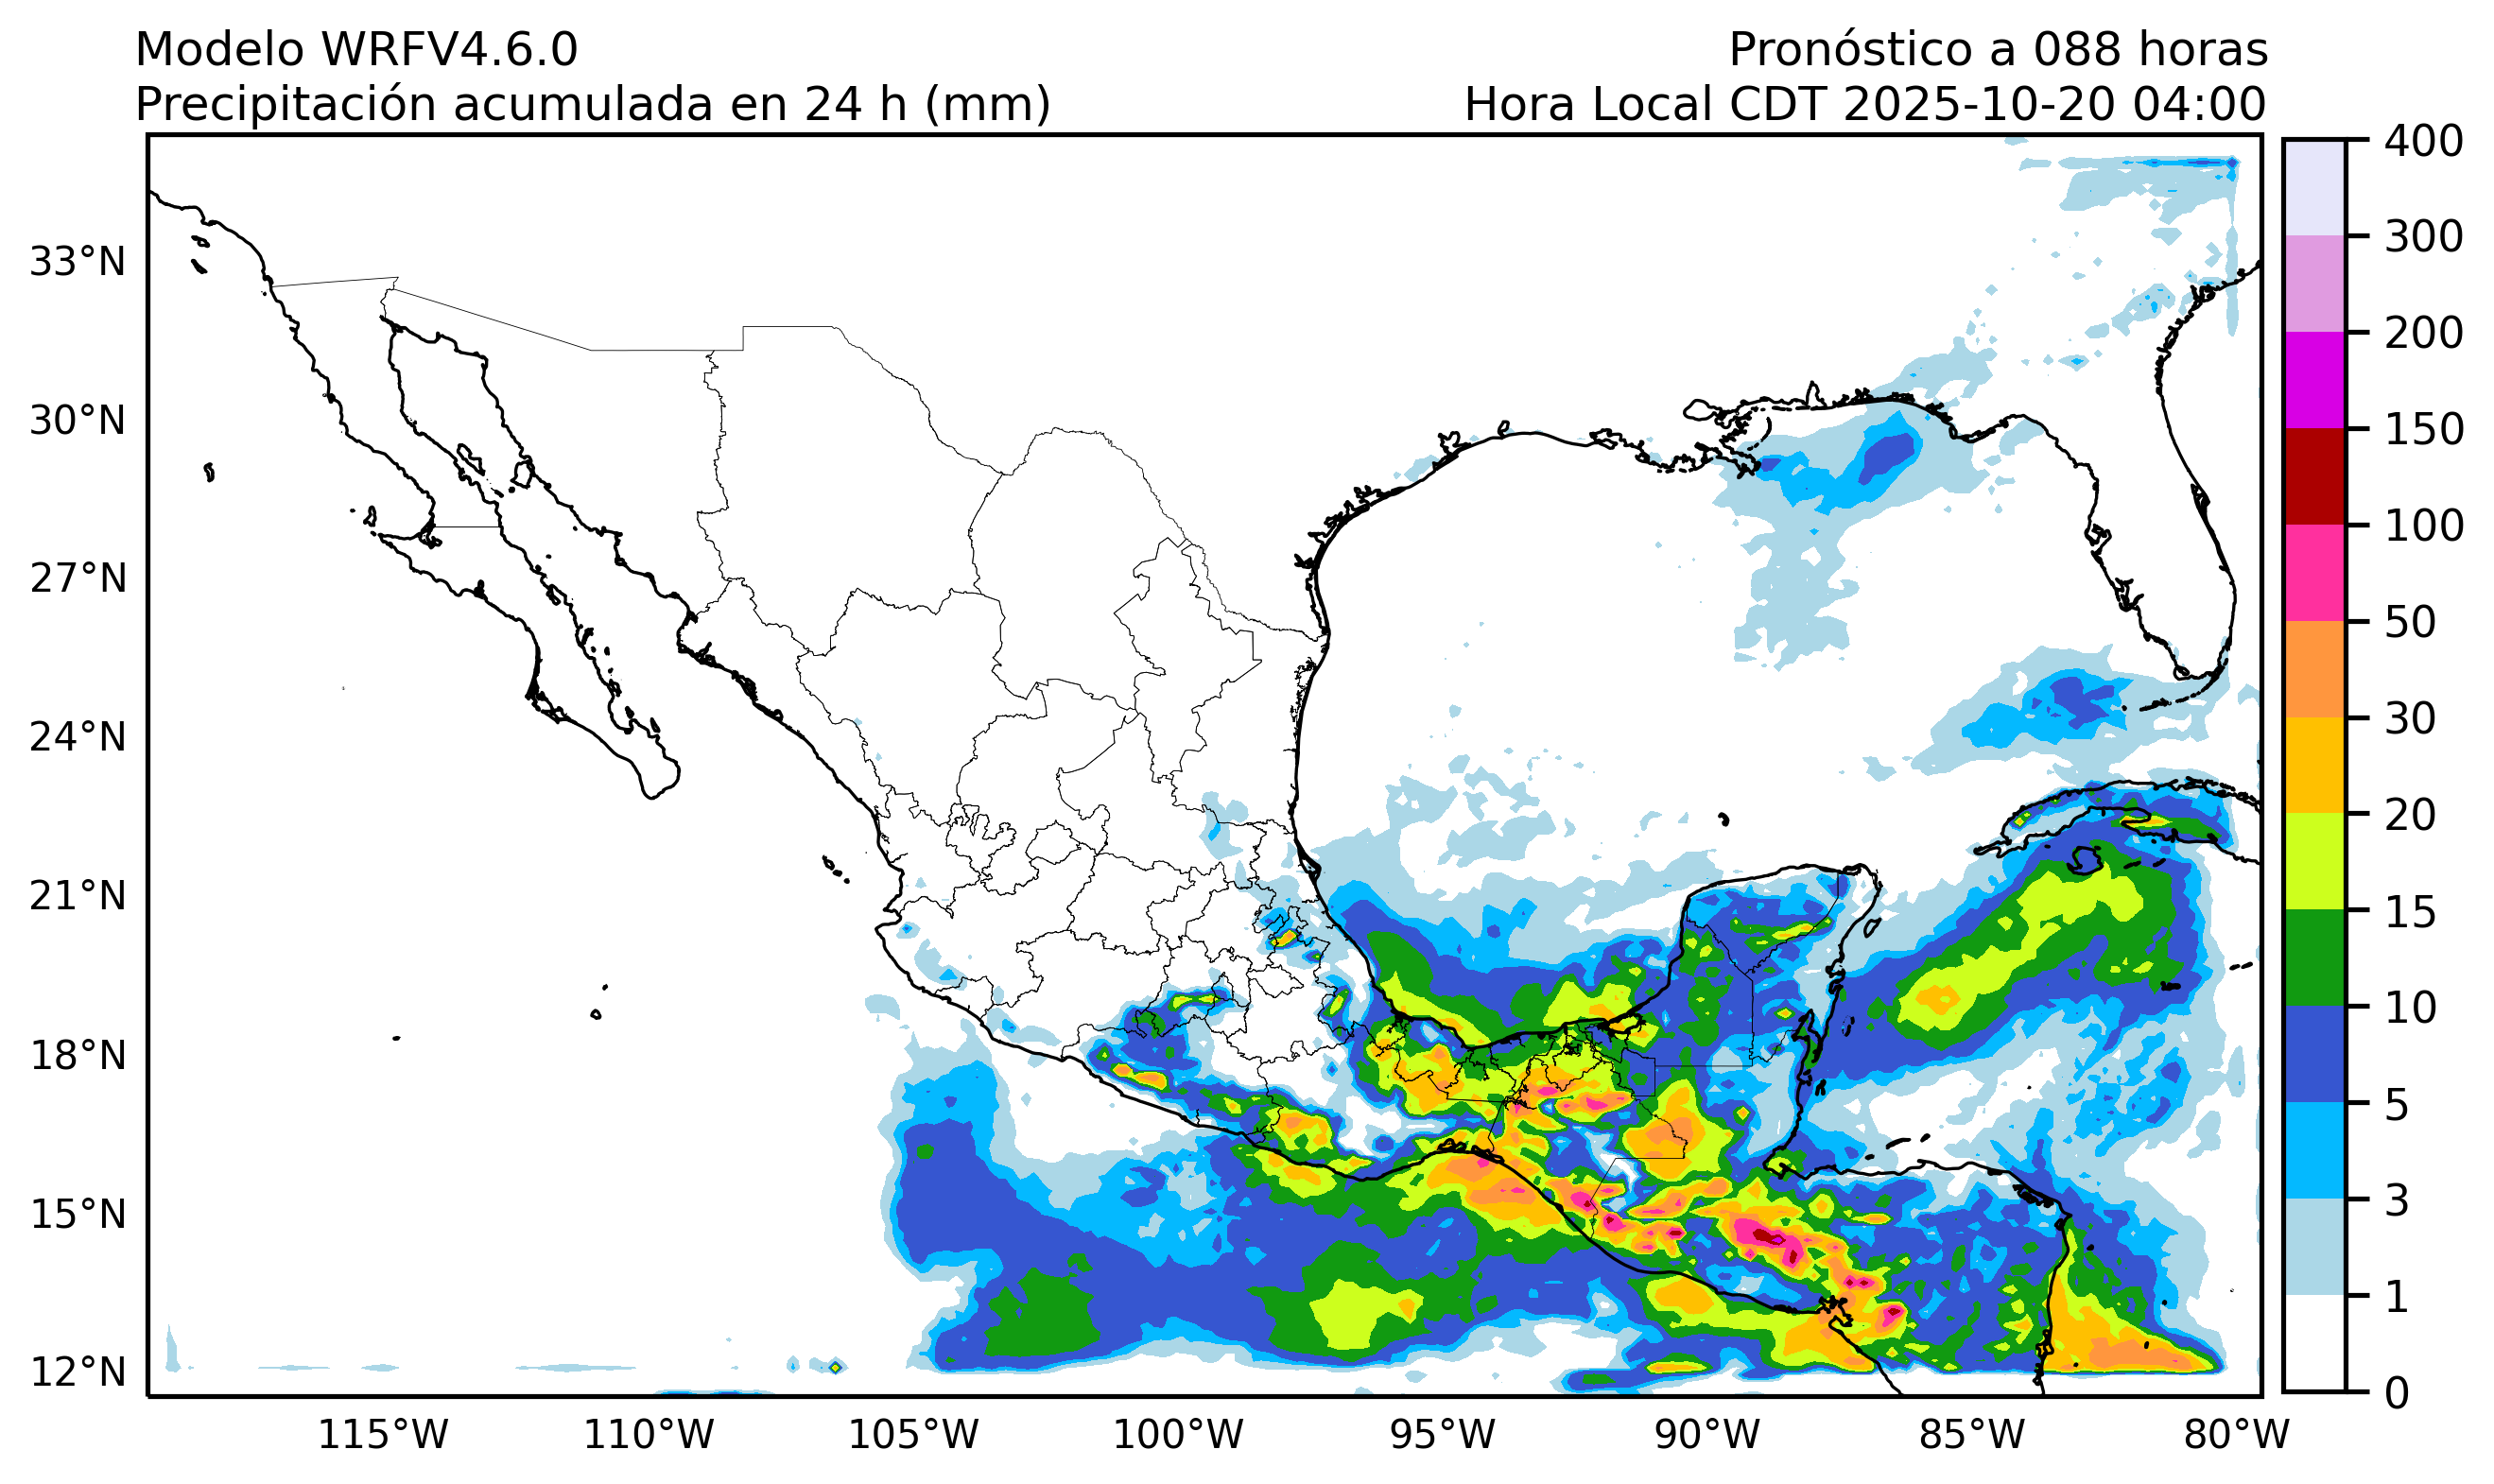 Modelo WRFV4.6.0
Pronóstico a 088 horas
Precipitación acumulada en 24 h (mm)
Hora Local CDT 2025-10-20 04:00
33°N
30°N
27°N
24°N
21°N
18°N
15°N
12°N
115°W
110°W
105°W
100°W
95°W
90°W
85°W
80°W
400
300
200
150
100
50
30
20
15
10
5
3
1
0